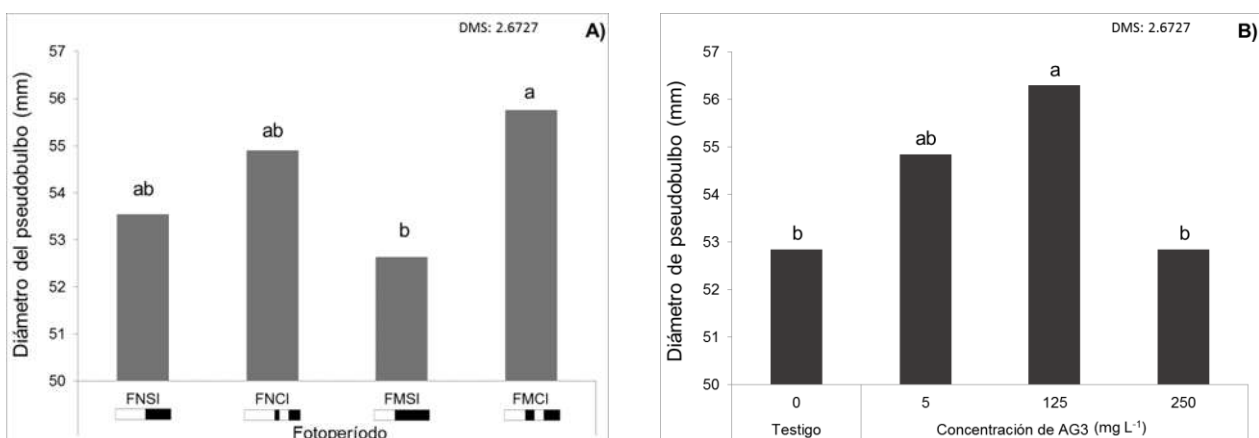 DMS: 2.6727
A)
Diámetro del pseudobulbo (mm)
57
56
55
54
53
52
51
50
ab
ab
b
a
FNSI FNCI FMSI FMCI
Fotoperíodo
DMS: 2.6727
B)
Diámetro de pseudobulbo (mm)
57
56
55
54
53
52
51
50
b
ab
a
b
0 5 125 250
Testigo Concentración de AG3 (mg L⁻¹)